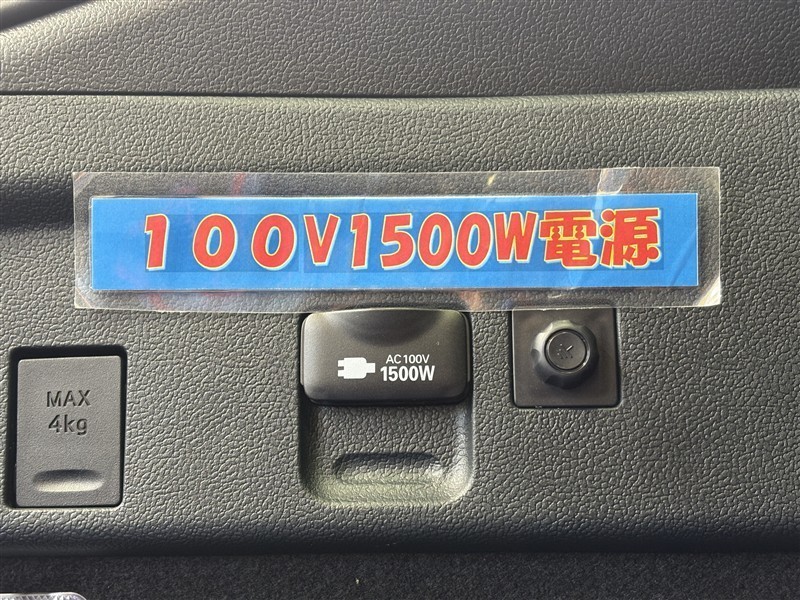 １００V1500W電源
AC100V
1500W
MAX
4kg